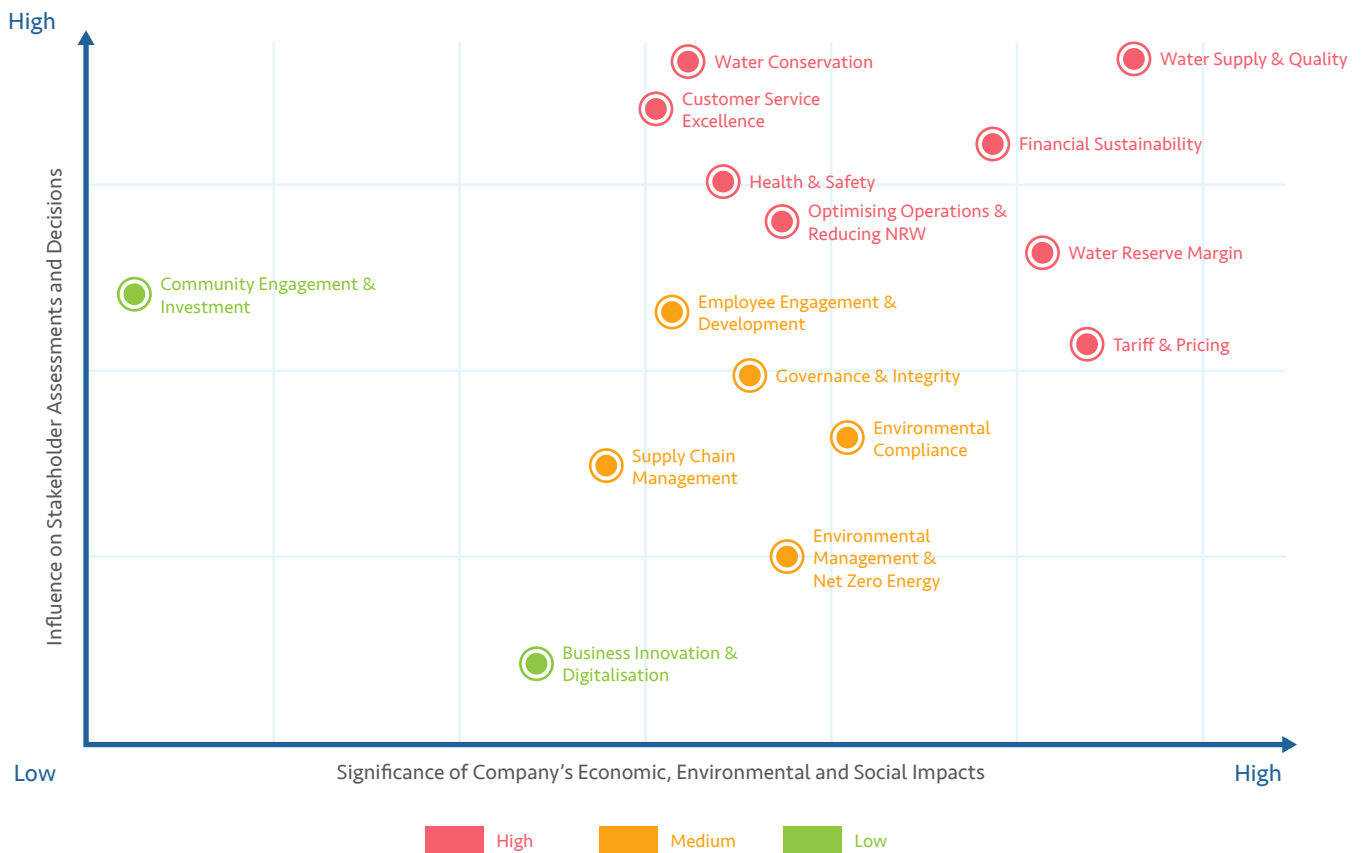 High
Water Conservation
Water Supply & Quality
Customer Service
Excellence
Financial Sustainability
Health & Safety
Optimising Operations &
Reducing NRW
Water Reserve Margin
Community Engagement &
Investment
Employee Engagement &
Development
Tariff & Pricing
Governance & Integrity
Environmental
Compliance
Supply Chain
Management
Environmental
Management &
Net Zero Energy
Business Innovation &
Digitalisation
Influence on Stakeholder Assessments and Decisions
Low
Significance of Company’s Economic, Environmental and Social Impacts
High
High
Medium
Low